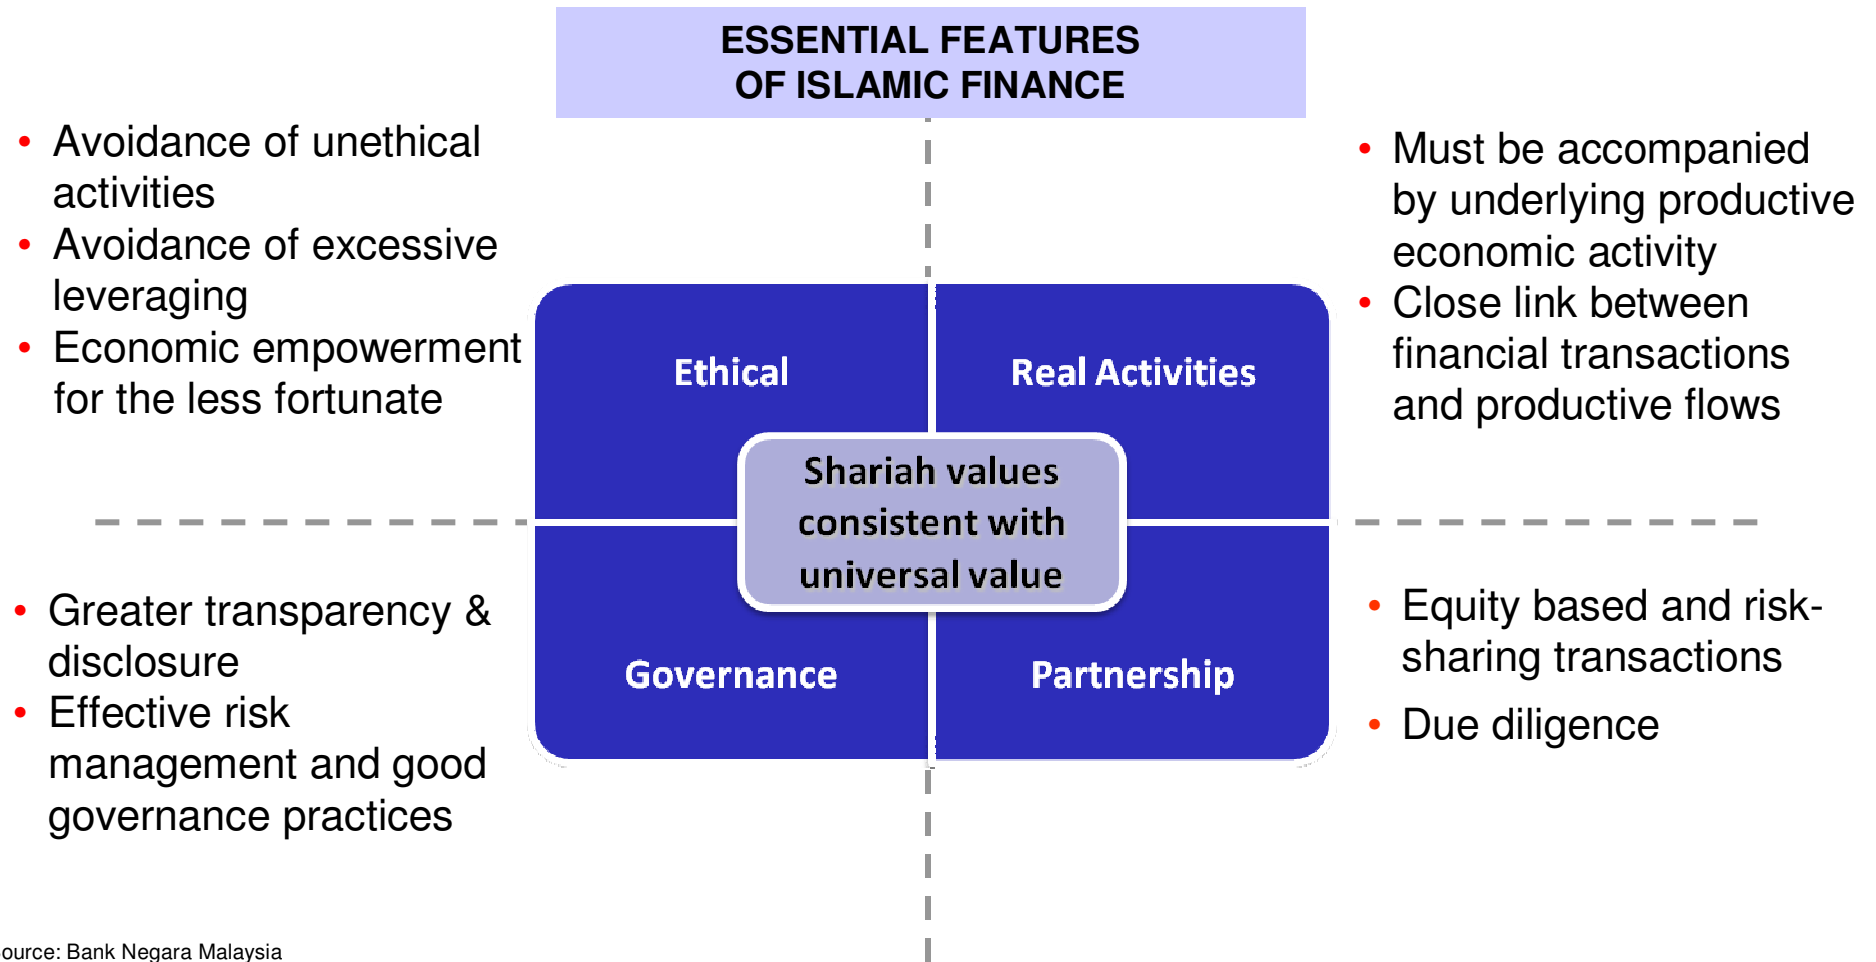 ESSENTIAL FEATURES
OF ISLAMIC FINANCE
• Avoidance of unethical
activities
• Avoidance of excessive
leveraging
• Economic empowerment
for the less fortunate
• Must be accompanied
by underlying productive
economic activity
• Close link between
financial transactions
and productive flows
Ethical
Real Activities
Shariah values
consistent with
universal value
Governance
Partnership
• Greater transparency &
disclosure
• Effective risk
management and good
governance practices
• Equity based and risk-
sharing transactions
• Due diligence
ource: Bank Negara Malaysia